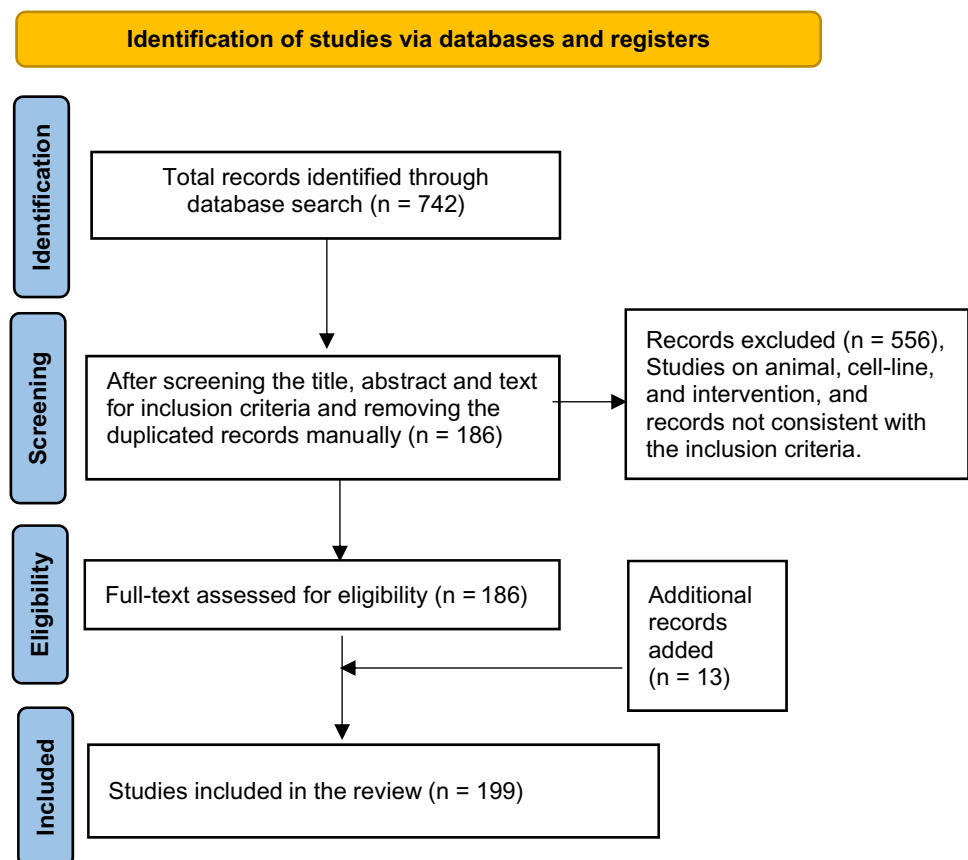 Identification of studies via databases and registers
Identification
Total records identified through
database search (n = 742)
Screening
After screening the title, abstract and text
for inclusion criteria and removing the
duplicated records manually (n = 186)
Records excluded (n = 556),
Studies on animal, cell-line,
and intervention, and
records not consistent with
the inclusion criteria.
Eligibility
Full-text assessed for eligibility (n = 186)
Additional
records
added
(n = 13)
Included
Studies included in the review (n = 199)